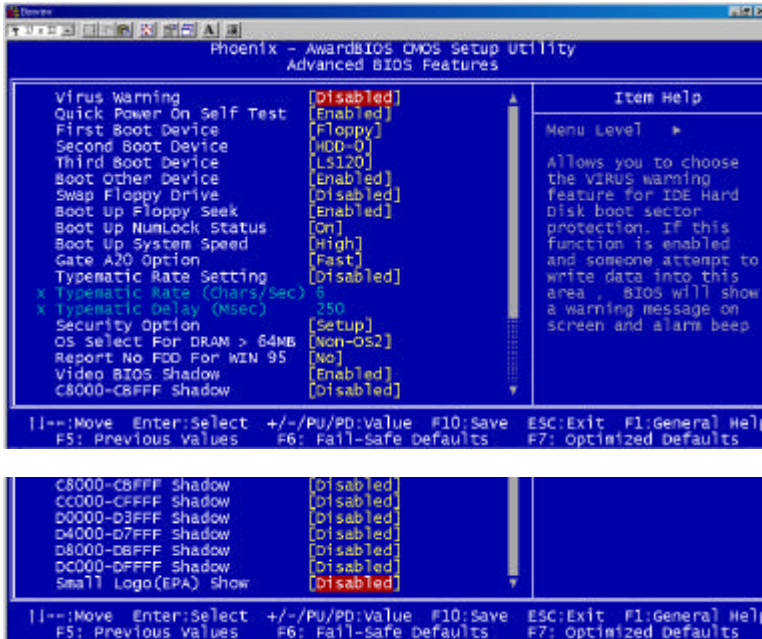 Phoenix - AwardBIOS CMOS Setup Utility
Advanced BIOS Features
Virus Warning [Disabled]
Quick Power On Self Test [Enabled]
First Boot Device [Floppy]
Second Boot Device [HDD-0]
Third Boot Device [LS120]
Boot Other Device [Enabled]
Swap Floppy Drive [Disabled]
Boot Up Floppy Seek [Enabled]
Boot Up NumLock Status [On]
Boot Up System Speed [High]
Gate A20 Option [Fast]
Typematic Rate Setting [Disabled]
x Typematic Rate (Chars/Sec) 6
x Typematic Delay (Msec) 250
Security Option [Setup]
OS Select For DRAM > 64MB [Non-OS2]
Report No FDD For WIN 95 [No]
Video BIOS Shadow [Enabled]
C8000-CBFFF Shadow [Disabled]
Item Help
Menu Level ►
Allows you to choose
the VIRUS warning
feature for IDE Hard
Disk boot sector
protection. If this
function is enabled
and someone attempt to
write data into this
area , BIOS will show
a warning message on
screen and alarm beep
:Move Enter:Select +/-/PU/PD:Value F10:Save ESC:Exit F1:General Help
F5: Previous Values F6: Fail-Safe Defaults F7: Optimized Defaults
C8000-CBFFF Shadow [Disabled]
CC000-CFFFF Shadow [Disabled]
D0000-D3FFF Shadow [Disabled]
D4000-D7FFF Shadow [Disabled]
D8000-DBFFF Shadow [Disabled]
DC000-DFFFF Shadow [Disabled]
Small Logo(EPA) Show [Disabled]
:Move Enter:Select +/-/PU/PD:Value F10:Save ESC:Exit F1:General Help
F5: Previous Values F6: Fail-Safe Defaults F7: Optimized Defaults